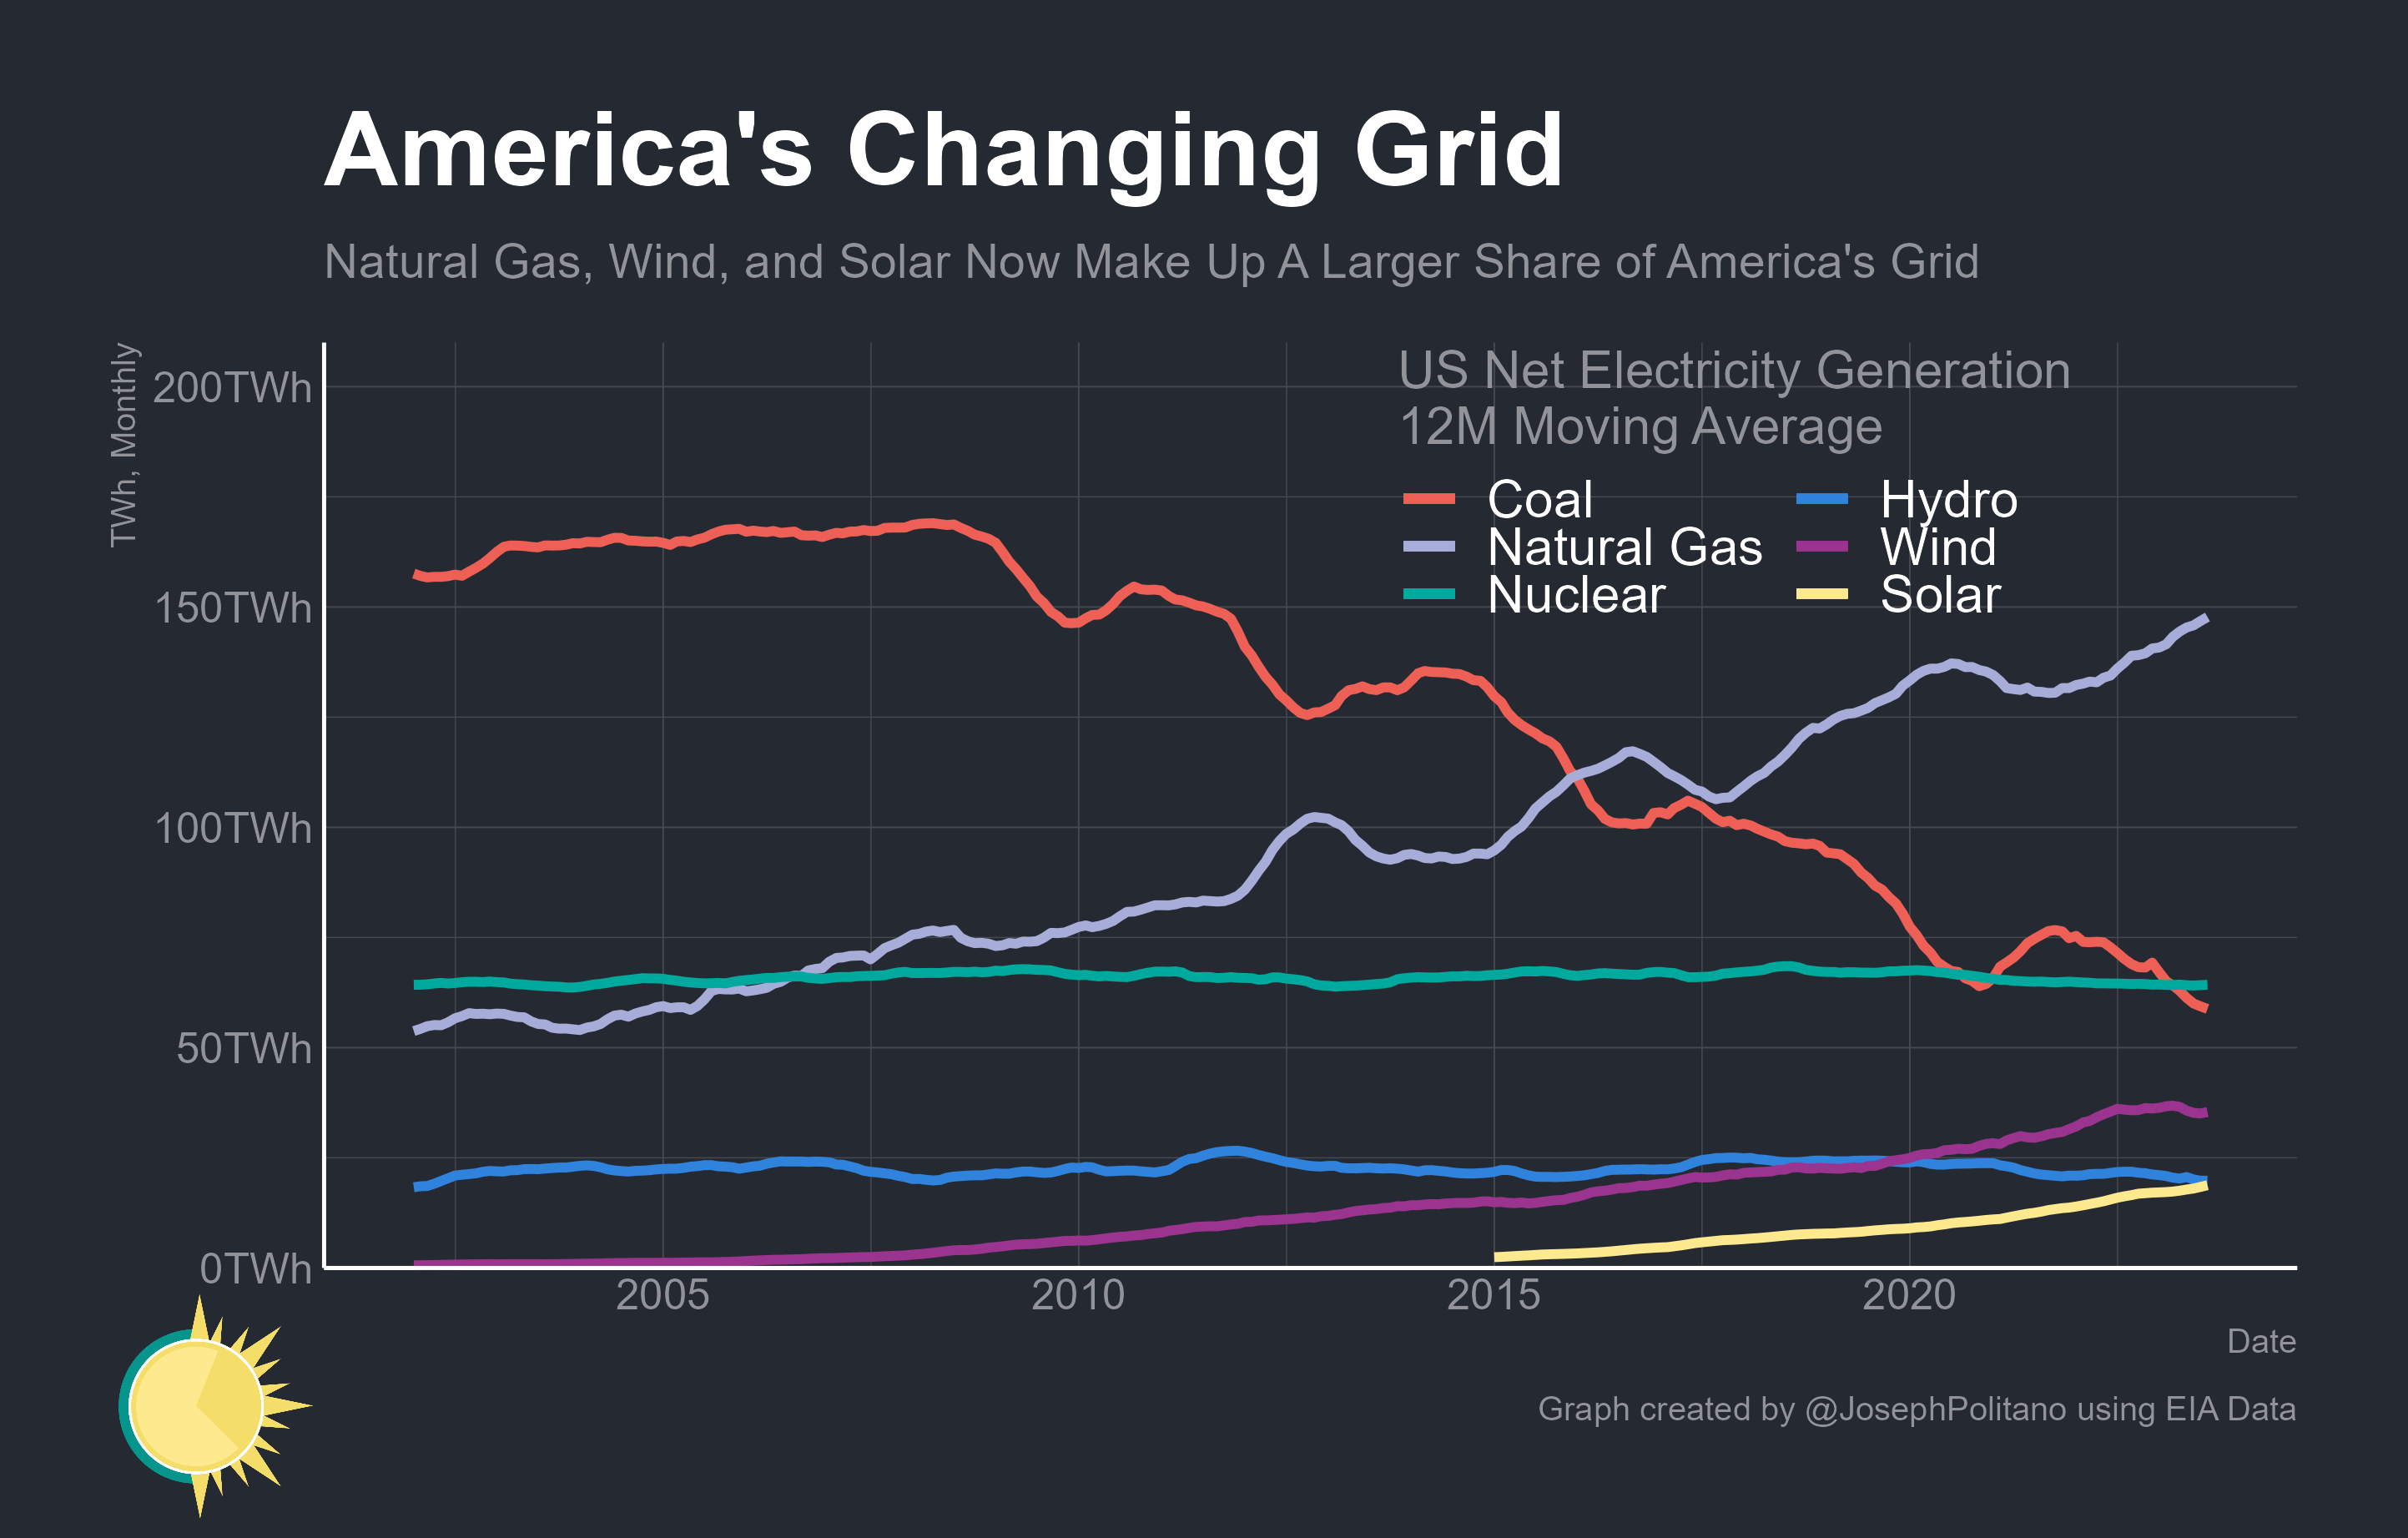 America's Changing Grid
Natural Gas, Wind, and Solar Now Make Up A Larger Share of America's Grid
TWh, Monthly
200TWh
150TWh
100TWh
50TWh
0TWh
US Net Electricity Generation
12M Moving Average
Coal
Natural Gas
Nuclear
Hydro
Wind
Solar
2005
2010
2015
2020
Date
Graph created by @JosephPolitano using EIA Data